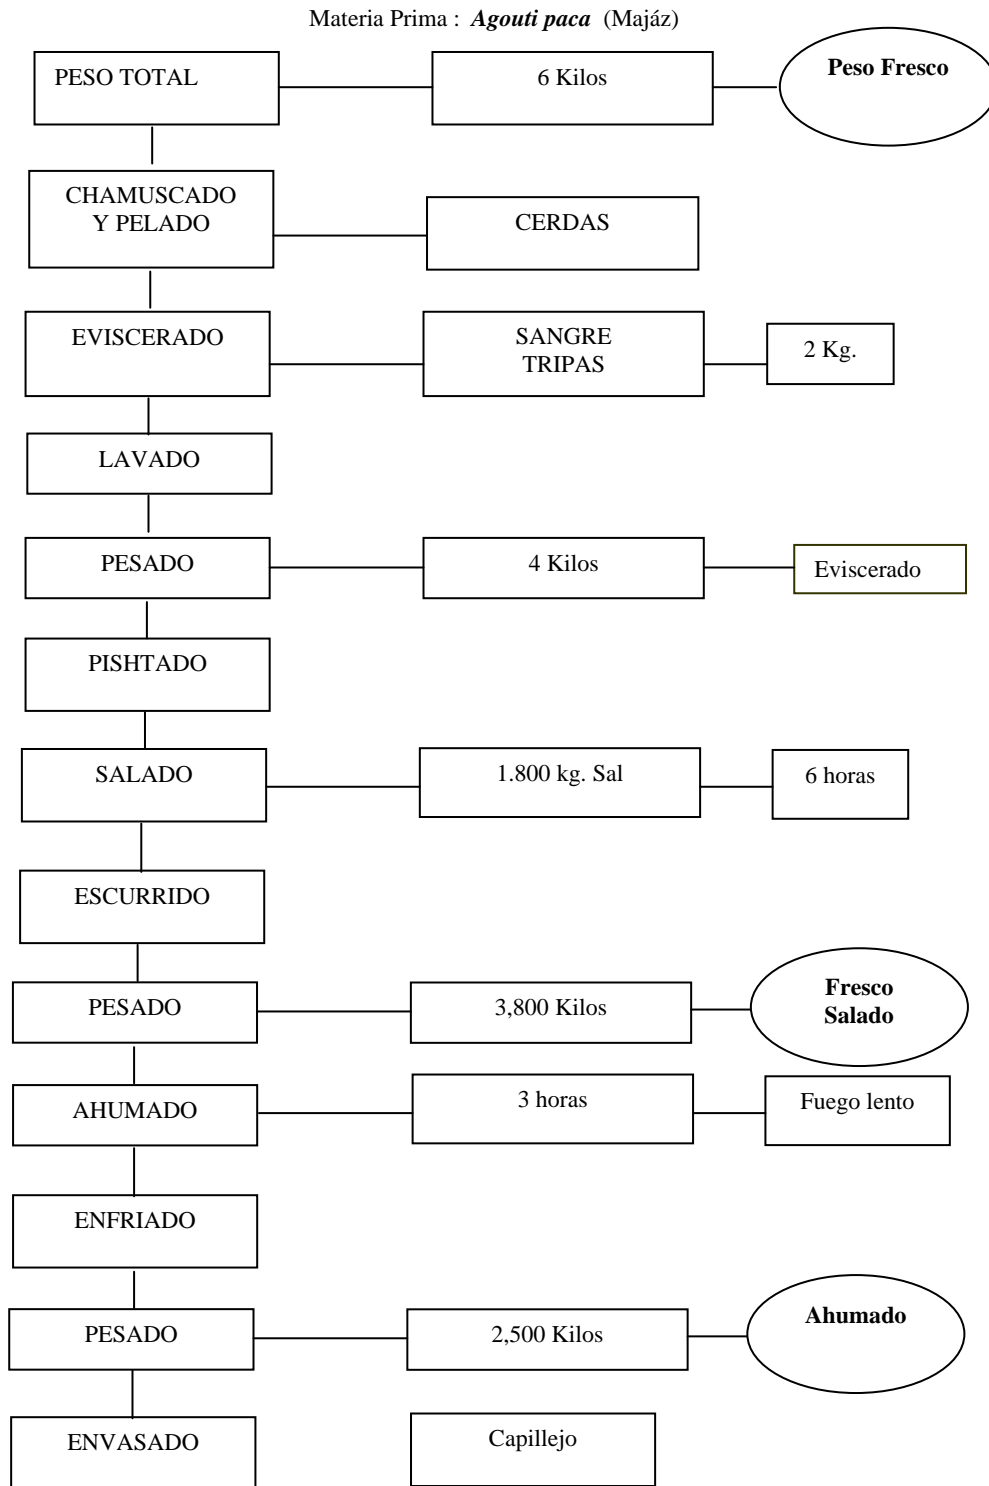 Materia Prima : Agouti paca (Majáz)
PESO TOTAL
6 Kilos
Peso Fresco
CHAMUSCADO
Y PELADO
CERDAS
EVISCERADO
SANGRE
TRIPAS
2 Kg.
LAVADO
PESADO
4 Kilos
Eviscerado
PISHTADO
SALADO
1.800 kg. Sal
6 horas
ESCURRIDO
PESADO
3,800 Kilos
Fresco
Salado
AHUMADO
3 horas
Fuego lento
ENFRIADO
PESADO
2,500 Kilos
Ahumado
ENVASADO
Capillejo